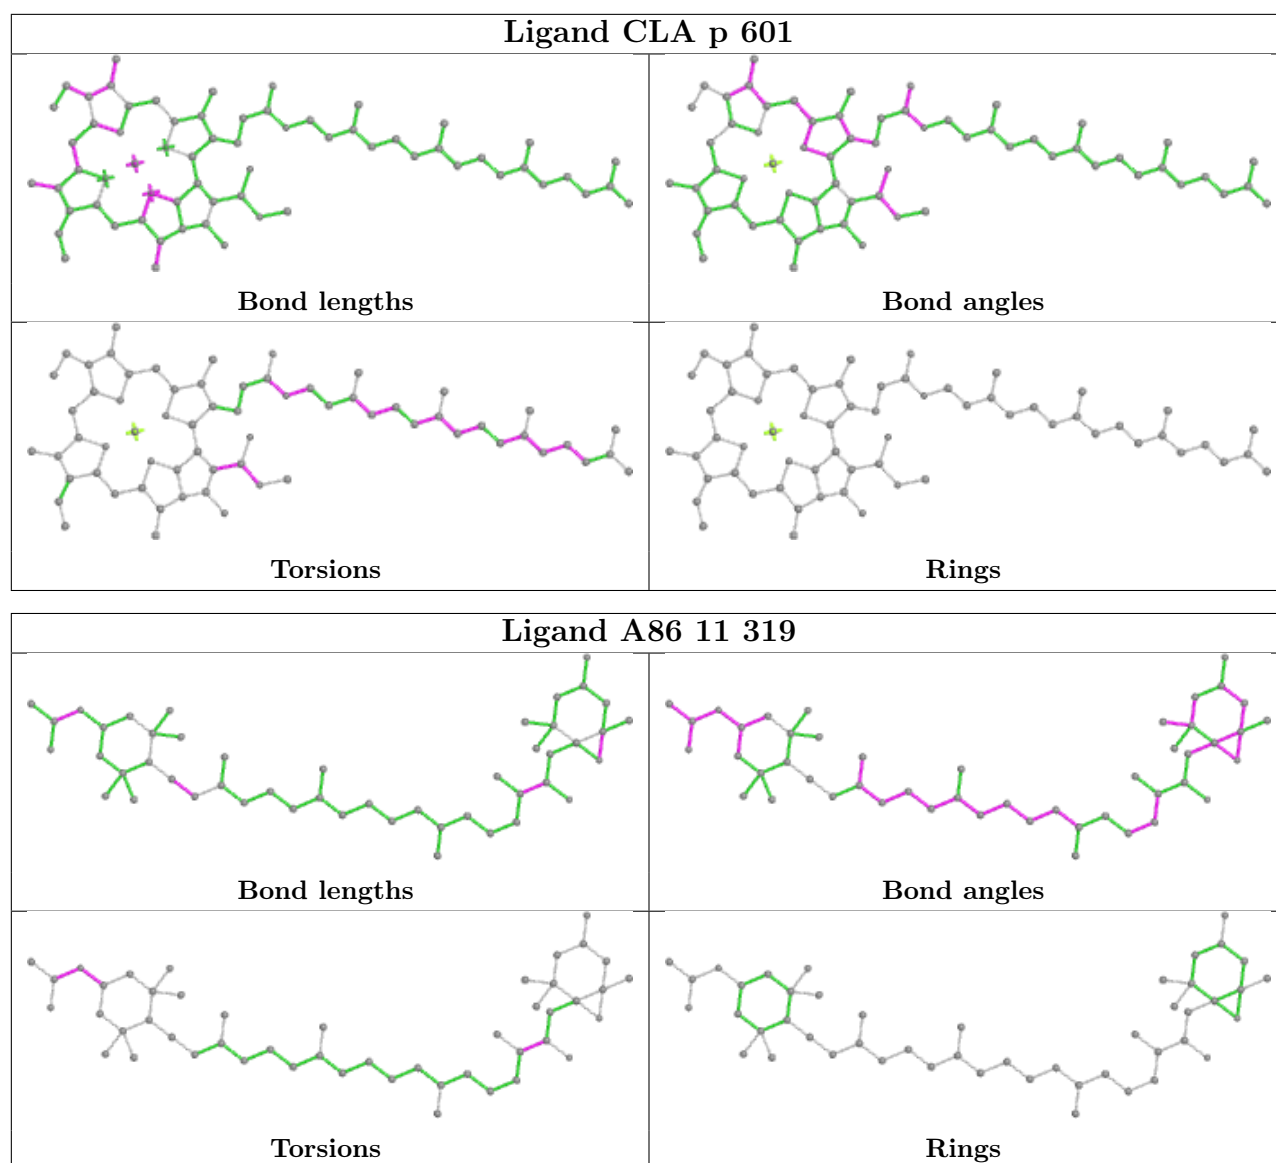 Ligand CLA p 601
Bond lengths
Bond angles
Torsions
Rings
Ligand A86 11 319
Bond lengths
Bond angles
Torsions
Rings